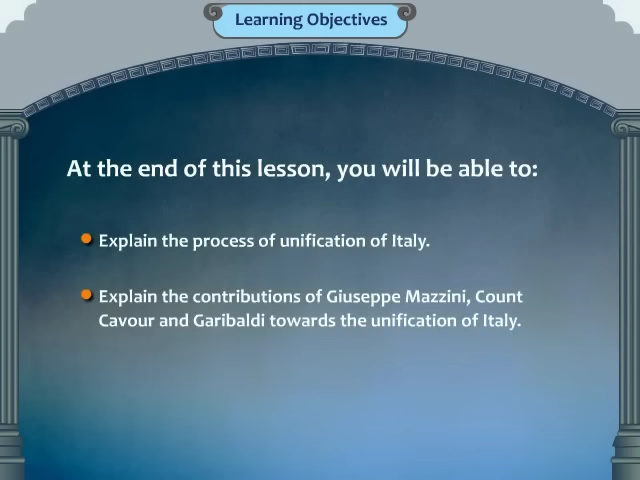 Learning Objectives
At the end of this lesson, you will be able to:
Explain the process of unification of Italy.
Explain the contributions of Giuseppe Mazzini, Count
Cavour and Garibaldi towards the unification of Italy.